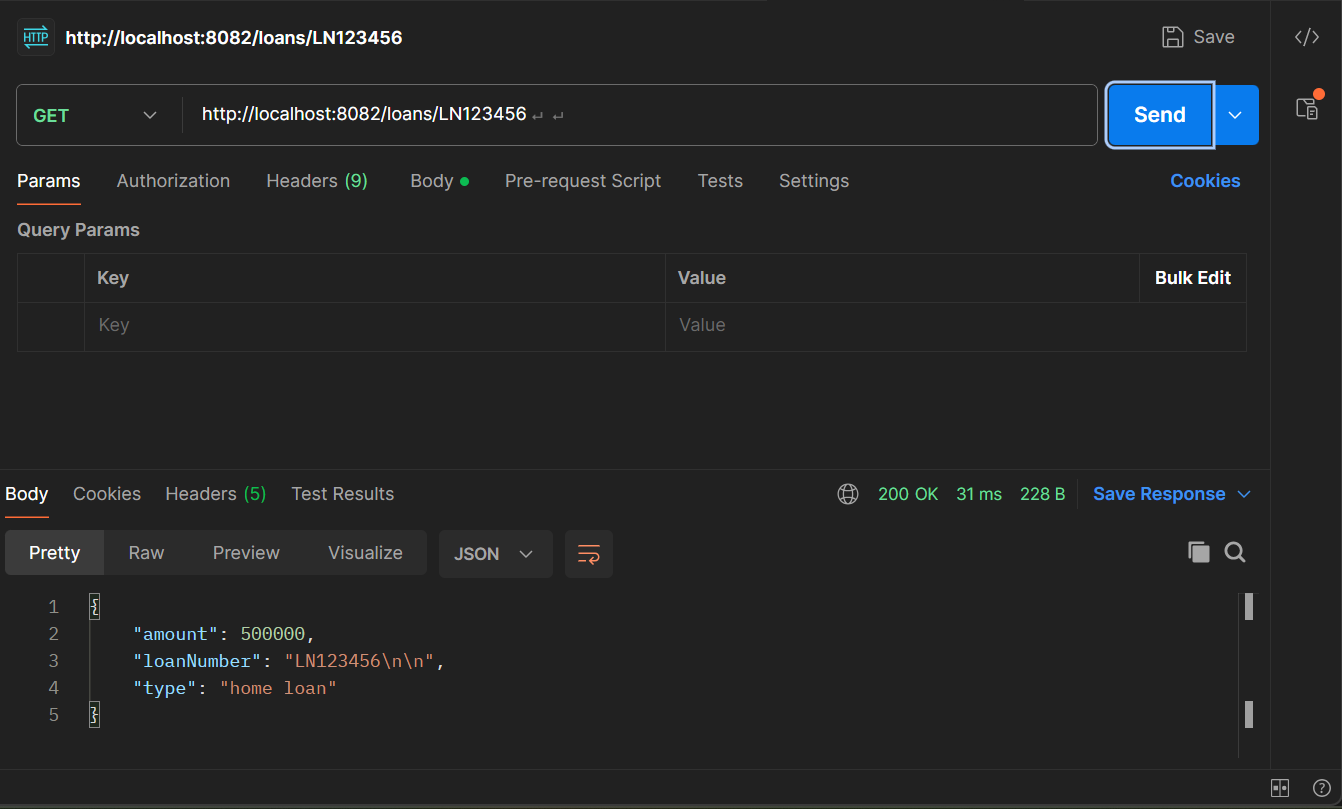 HTTP http://localhost:8082/loans/LN123456 Save </>
GET http://localhost:8082/loans/LN123456 ↵ ↵ Send
Params Authorization Headers (9) Body Pre-request Script Tests Settings Cookies
Query Params
Key Value Bulk Edit
Key Value
Body Cookies Headers (5) Test Results 200 OK 31 ms 228 B Save Response
Pretty Raw Preview Visualize JSON
1 {
2 "amount": 500000,
3 "loanNumber": "LN123456\n\n",
4 "type": "home loan"
5 }
?